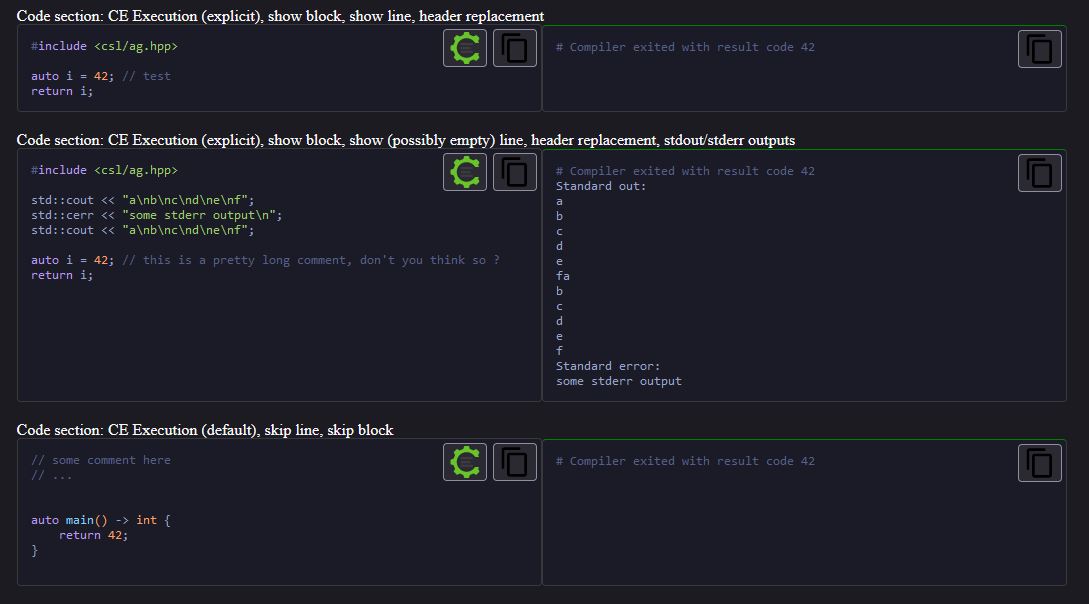 Code section: CE Execution (explicit), show block, show line, header replacement
#include <csl/ag.hpp>
auto i = 42; // test
return i;
# Compiler exited with result code 42
Code section: CE Execution (explicit), show block, show (possibly empty) line, header replacement, stdout/stderr outputs
#include <csl/ag.hpp>
std::cout << "a\nb\nc\nd\ne\nf";
std::cerr << "some stderr output\n";
std::cout << "a\nb\nc\nd\ne\nf";
auto i = 42; // this is a pretty long comment, don't you think so ?
return i;
# Compiler exited with result code 42
Standard out:
a
b
c
d
e
fa
b
c
d
e
f
Standard error:
some stderr output
Code section: CE Execution (default), skip line, skip block
// some comment here
// ...
auto main() -> int {
    return 42;
}
# Compiler exited with result code 42